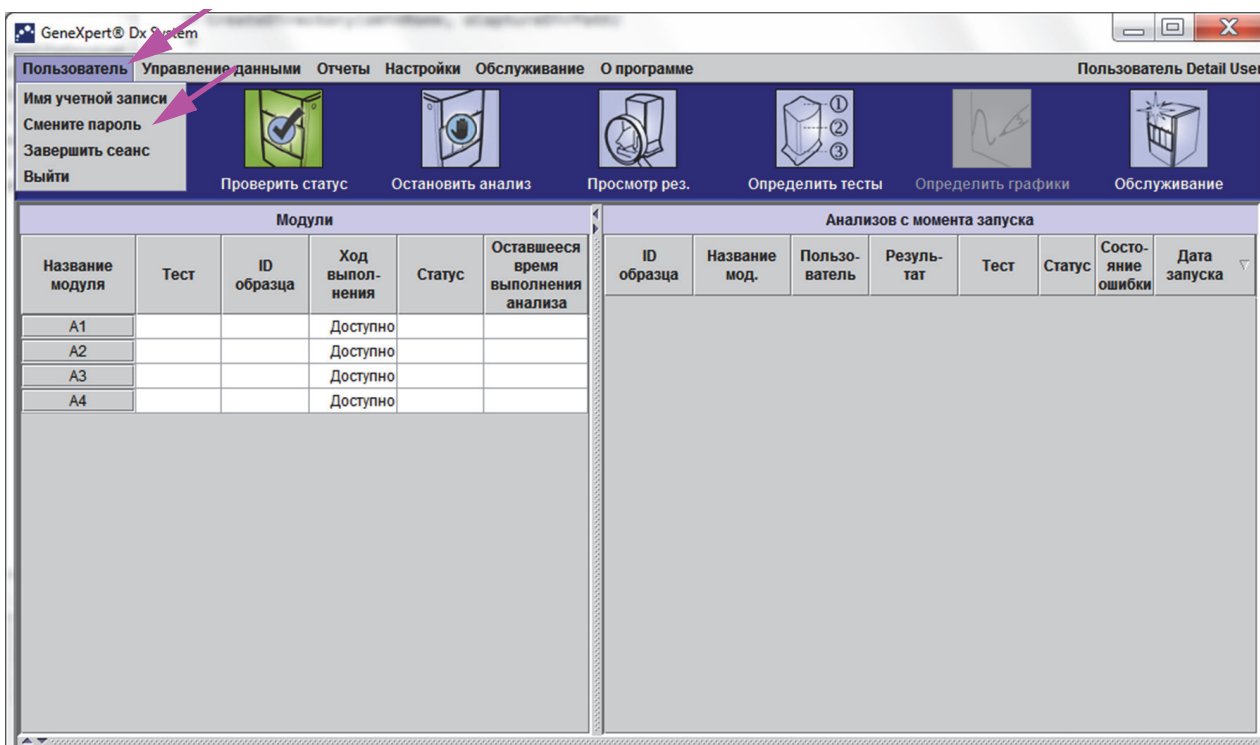 GeneXpert® Dx System
Пользователь Управление данными Отчеты Настройки Обслуживание О программе Пользователь Detail User
Имя учетной записи
Смените пароль
Завершить сеанс
Выйти
Проверить статус Остановить анализ Просмотр рез. Определить тесты Определить графики Обслуживание
① ② ③
Модули
Название модуля
Тест
ID образца
Ход выпол-
нения
Статус
Оставшееся
время
выполнения
анализа
A1 Доступно
A2 Доступно
A3 Доступно
A4 Доступно
Анализов с момента запуска
ID образца
Название мод.
Пользо-
ватель
Резуль-
тат
Тест
Статус
Состо-
яние
ошибки
Дата
запуска